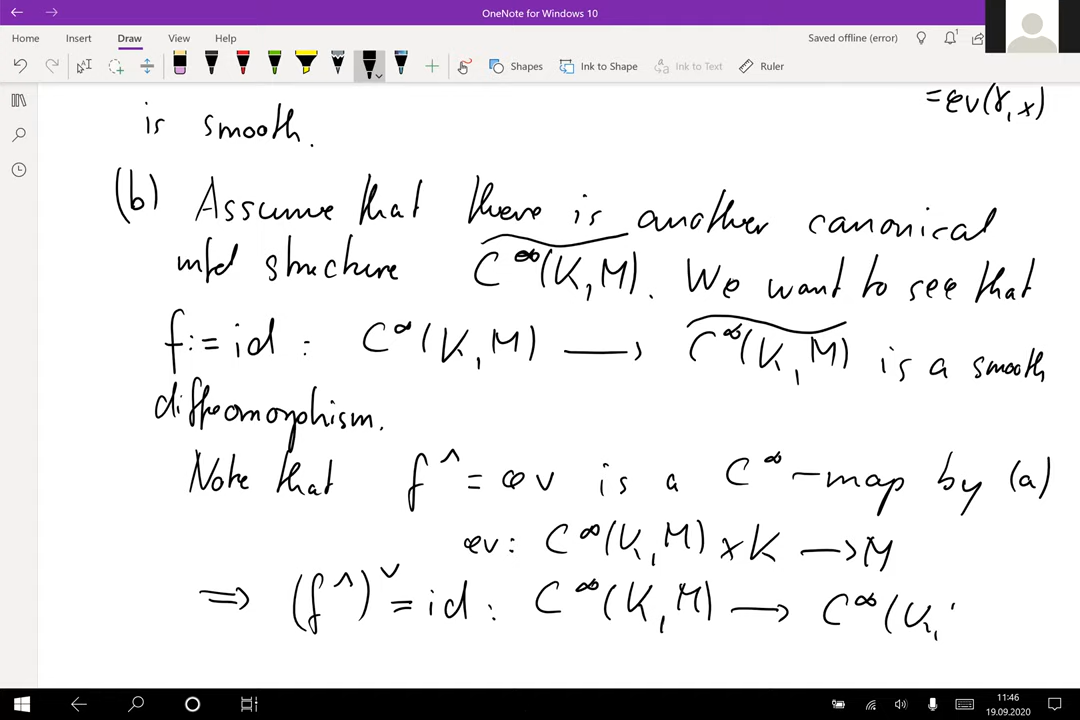 OneNote for Windows 10
Home Insert Draw View Help
Saved offline (error)
Shapes Ink to Shape Ink to Text Ruler
= ev(γ, x)
is smooth.
(b) Assume that there is another canonical
mfd structure C^∞(K, M)~. We want to see that
f := id : C^∞(K, M) ⟶ C^∞(K, M)~ is a smooth
diffeomorphism.
Note that f^∧ = ev is a C^∞-map by (a)
ev: C^∞(K, M) × K ⟶ M
⟹ (f^∧)^∨ = id : C^∞(K, M) ⟶ C^∞(K,
11:46
19.09.2020